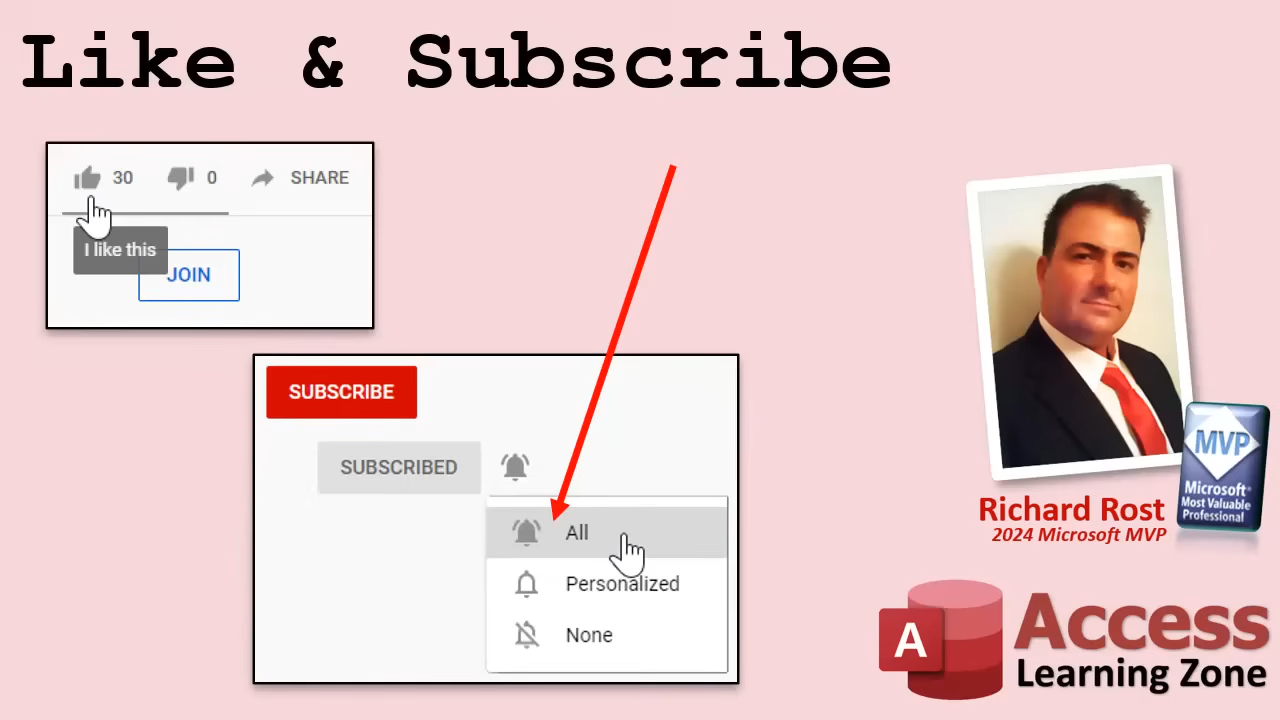 Like & Subscribe
30 0 SHARE
I like this
JOIN
SUBSCRIBE
SUBSCRIBED
All
Personalized
None
MVP
Microsoft®
Most Valuable
Professional
Richard Rost
2024 Microsoft MVP
A
Access
Learning Zone